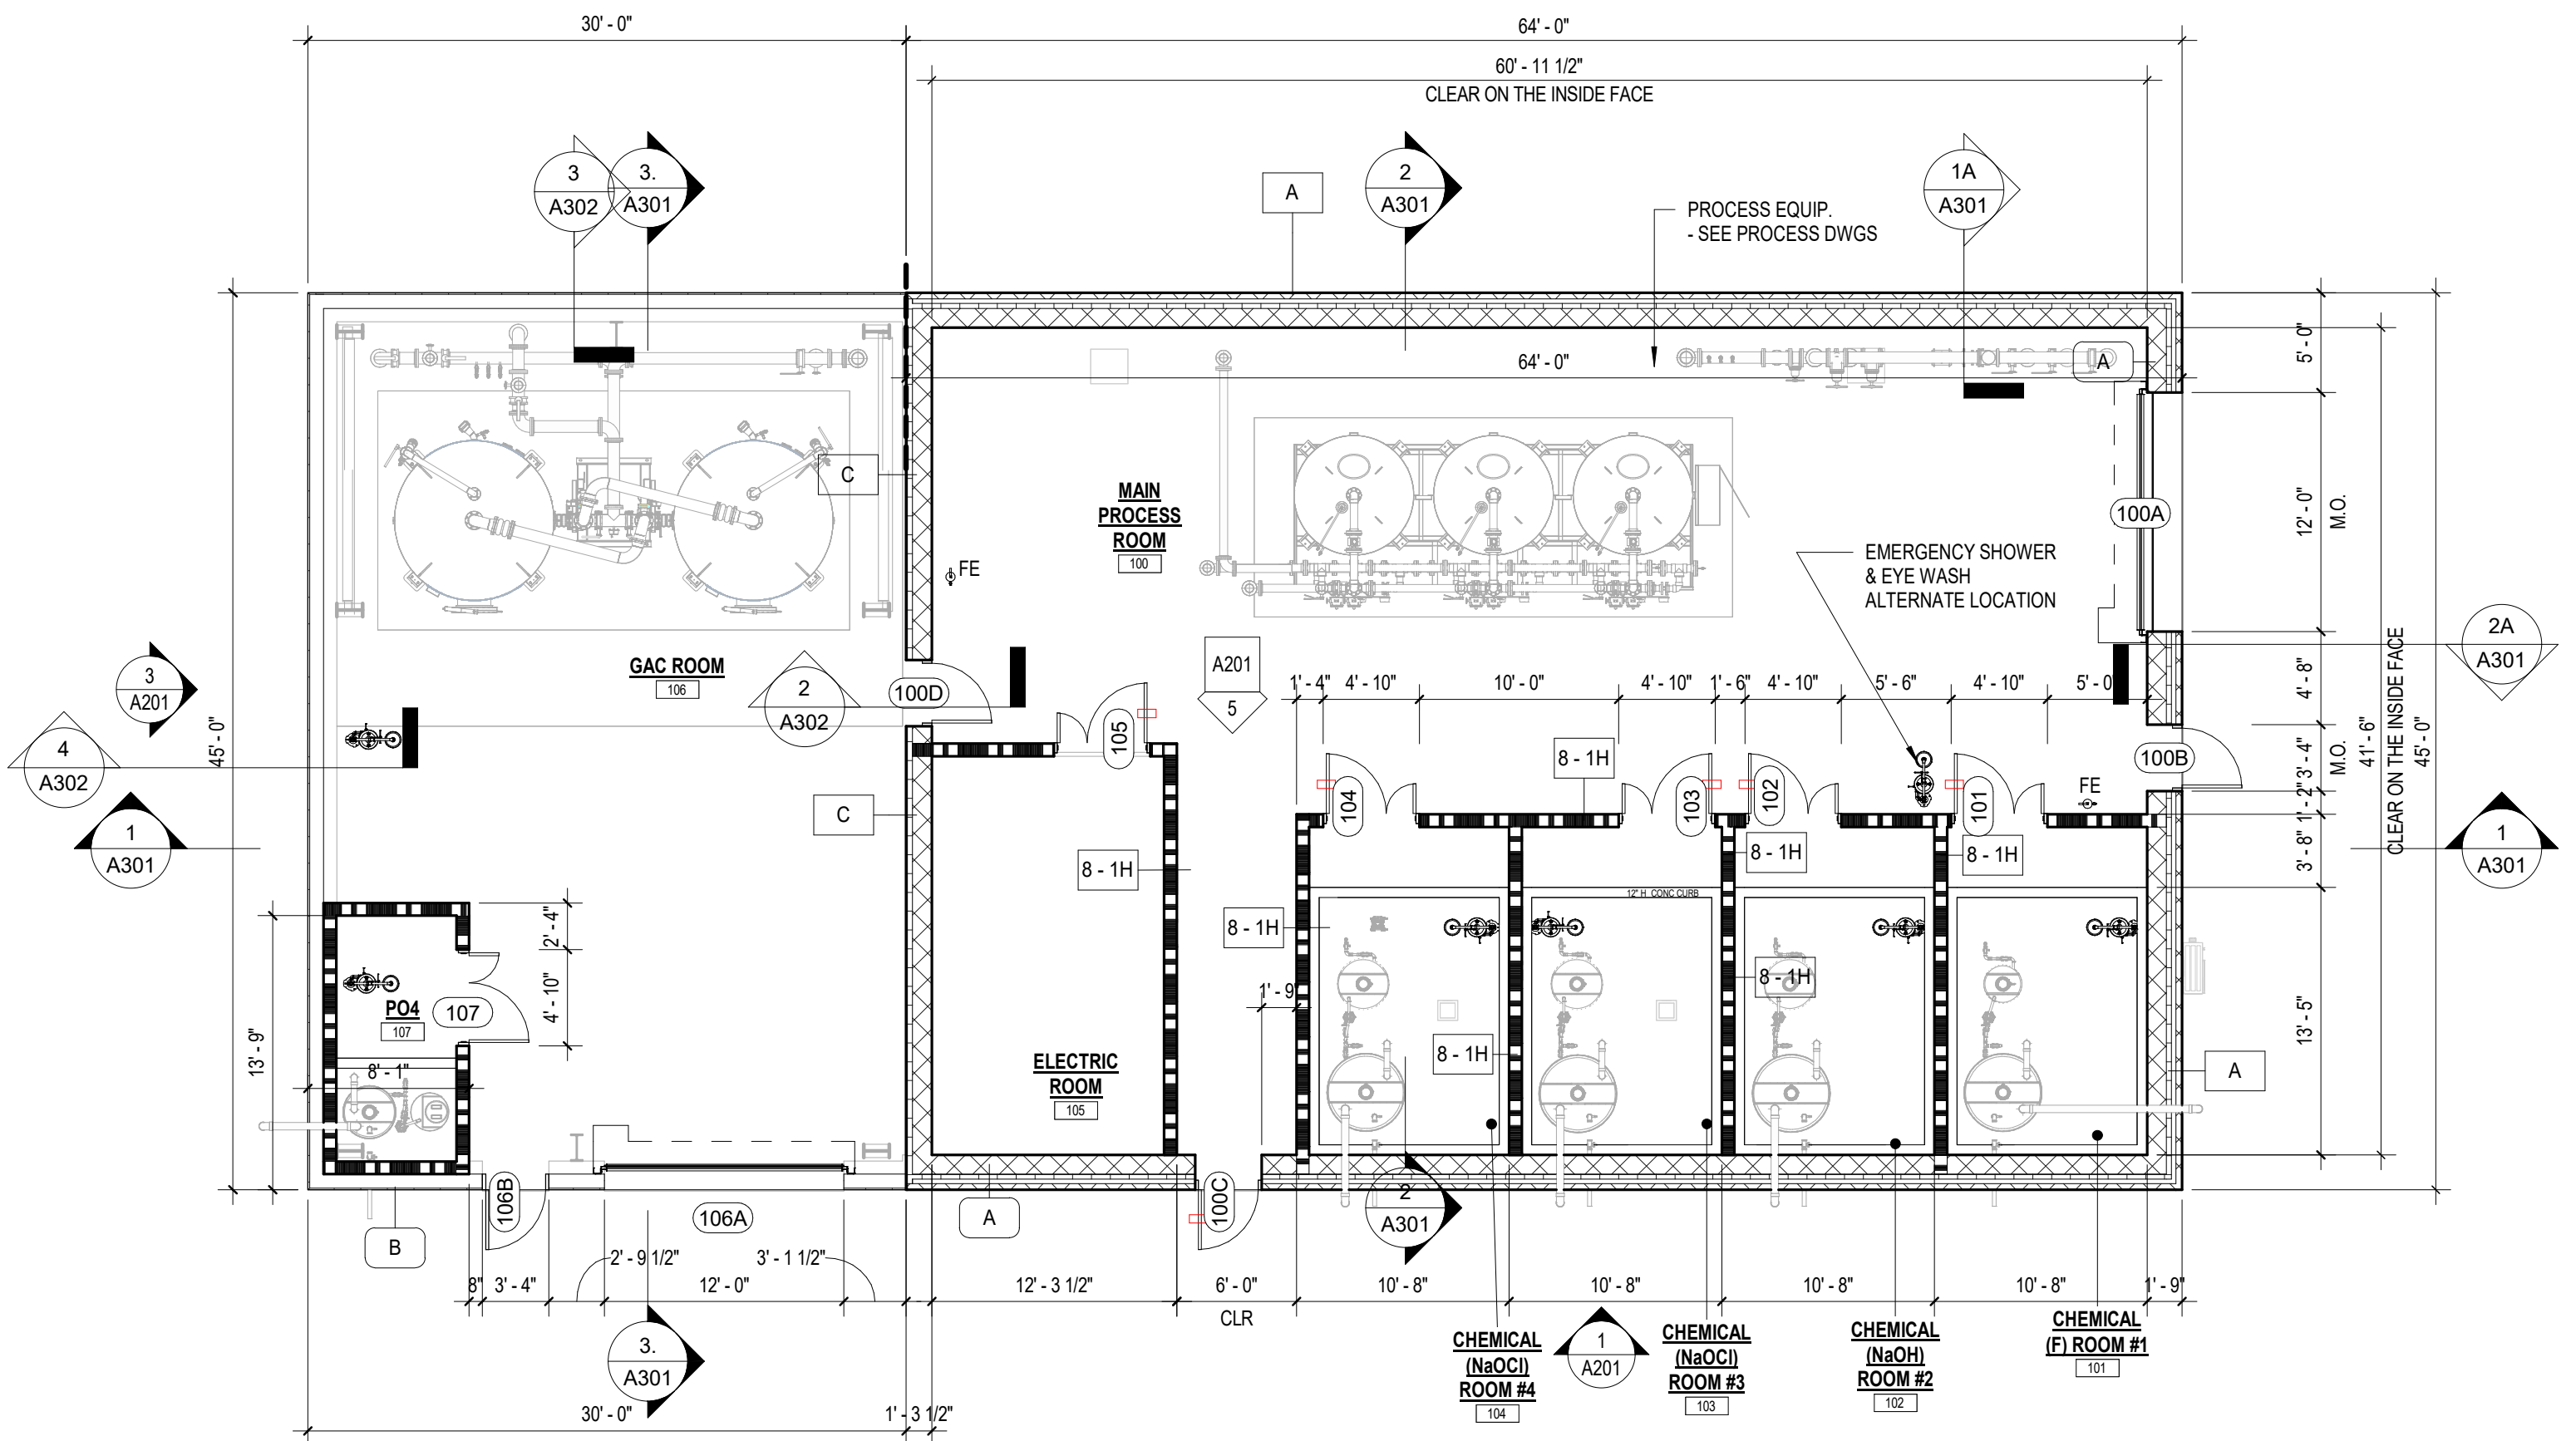 30' - 0"
64' - 0"
60' - 11 1/2"
CLEAR ON THE INSIDE FACE
3
A302
3.
A301
A
2
A301
1A
A301
PROCESS EQUIP.
- SEE PROCESS DWGS
64' - 0"
A
5' - 0"
C
MAIN
PROCESS
ROOM
100
100A
12' - 0"
M.O.
FE
EMERGENCY SHOWER
& EYE WASH
ALTERNATE LOCATION
GAC ROOM
106
3
A201
2
A302
100D
A201
5
1' - 4"
4' - 10"
10' - 0"
4' - 10"
1' - 6"
4' - 10"
5' - 6"
4' - 10"
5' - 0"
4' - 8"
2A
A301
45' - 0"
4
A302
105
8 - 1H
100B
3' - 4"
M.O.
41' - 6"
CLEAR ON THE INSIDE FACE
45' - 0"
104
103
102
101
FE
1' - 2"
1
A301
C
8 - 1H
8 - 1H
8 - 1H
3' - 8"
1
A301
12" H CONC CURB
8 - 1H
2' - 4"
4' - 10"
8 - 1H
1' - 9"
PO4
107
107
13' - 9"
8' - 1"
ELECTRIC
ROOM
105
8 - 1H
13' - 5"
A
106B
106A
A
100C
2
A301
B
2' - 9 1/2"
3' - 1 1/2"
8"
3' - 4"
12' - 0"
12' - 3 1/2"
6' - 0"
CLR
10' - 8"
10' - 8"
10' - 8"
10' - 8"
1' - 9"
3.
A301
CHEMICAL
(NaOCl)
ROOM #4
104
1
A201
CHEMICAL
(NaOCl)
ROOM #3
103
CHEMICAL
(NaOH)
ROOM #2
102
CHEMICAL
(F) ROOM #1
101
30' - 0"
1' - 3 1/2"